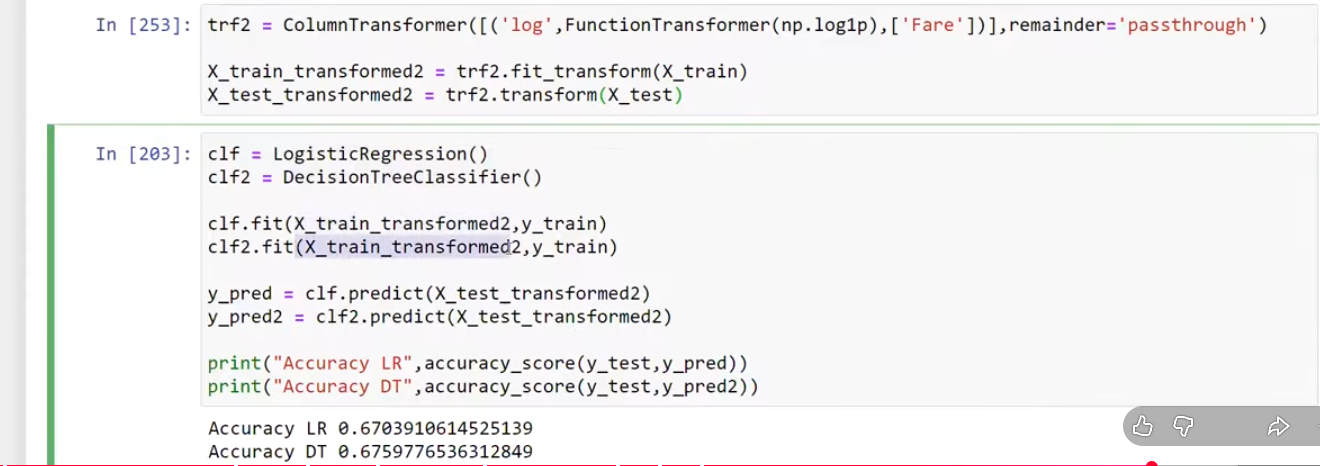 In [253]: trf2 = ColumnTransformer([('log',FunctionTransformer(np.log1p),['Fare'])],remainder='passthrough')
X_train_transformed2 = trf2.fit_transform(X_train)
X_test_transformed2 = trf2.transform(X_test)
In [203]: clf = LogisticRegression()
clf2 = DecisionTreeClassifier()
clf.fit(X_train_transformed2,y_train)
clf2.fit(X_train_transformed2,y_train)
y_pred = clf.predict(X_test_transformed2)
y_pred2 = clf2.predict(X_test_transformed2)
print("Accuracy LR",accuracy_score(y_test,y_pred))
print("Accuracy DT",accuracy_score(y_test,y_pred2))
Accuracy LR 0.6703910614525139
Accuracy DT 0.6759776536312849